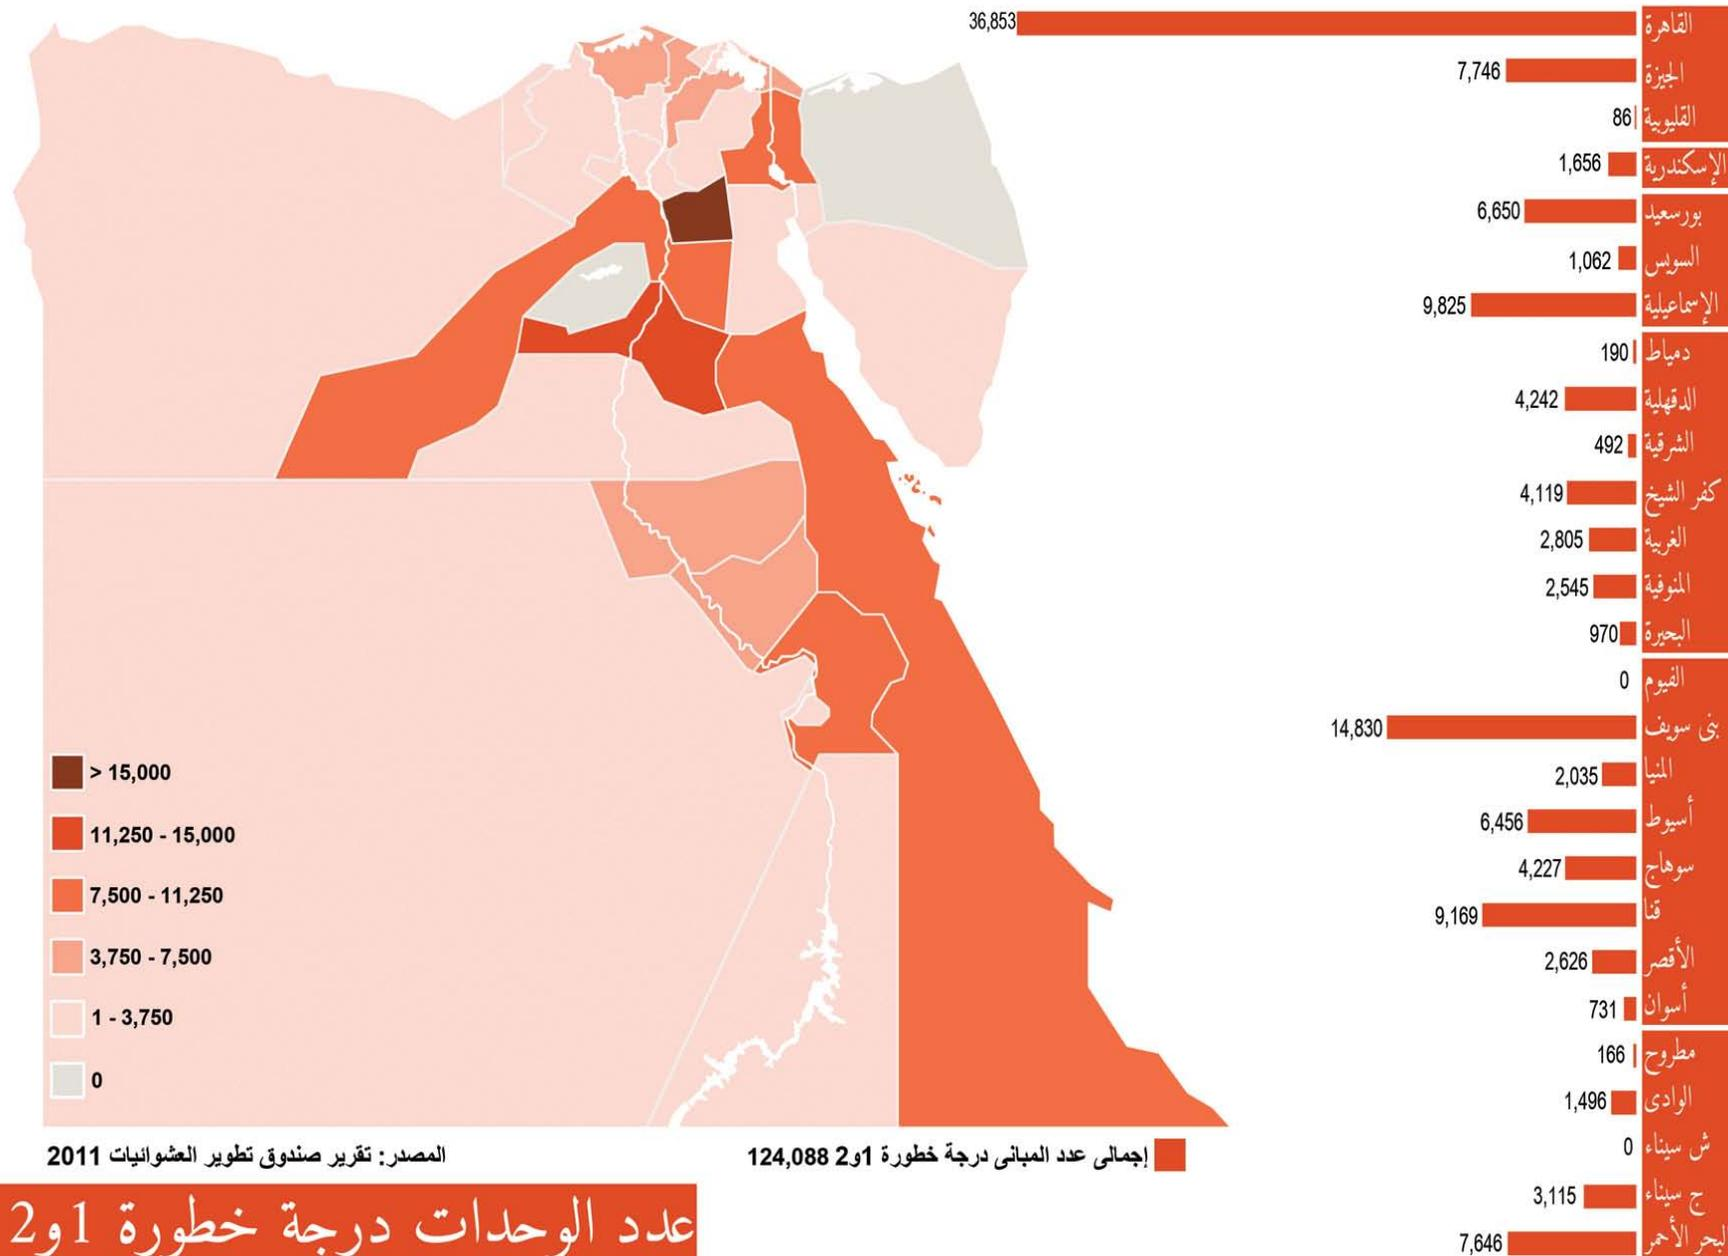 القاهرة 36,853
الجيزة 7,746
القليوبية 86
الإسكندرية 1,656
بورسعيد 6,650
السويس 1,062
الإسماعيلية 9,825
دمياط 190
الدقهلية 4,242
الشرقية 492
كفر الشيخ 4,119
الغربية 2,805
المنوفية 2,545
البحيرة 970
الفيوم 0
بنى سويف 14,830
المنيا 2,035
أسيوط 6,456
سوهاج 4,227
قنا 9,169
الأقصر 2,626
أسوان 731
مطروح 166
الوادى 1,496
ش سيناء 0
ج سيناء 3,115
البحر الأحمر 7,646
> 15,000
11,250 - 15,000
7,500 - 11,250
3,750 - 7,500
1 - 3,750
0
إجمالى عدد المبانى درجة خطورة 1و2 124,088
المصدر: تقرير صندوق تطوير العشوائيات 2011
عدد الوحدات درجة خطورة 1و2